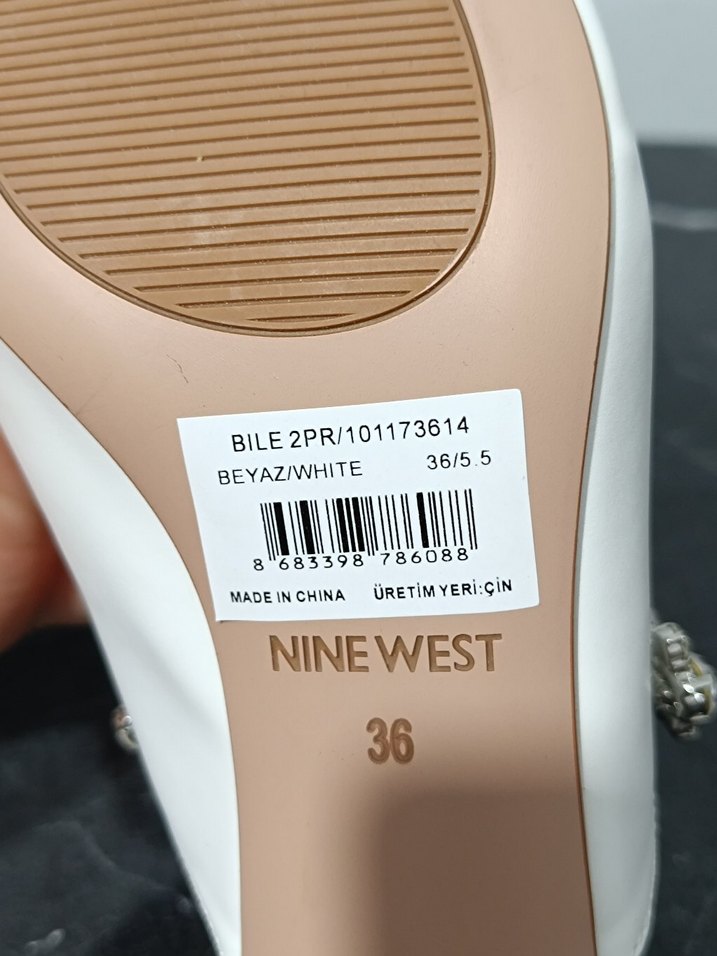 BILE 2PR/101173614
BEYAZ/WHITE 36/5.5
8 683398 786088
MADE IN CHINA ÜRETİM YERİ:ÇİN
NINE WEST
36